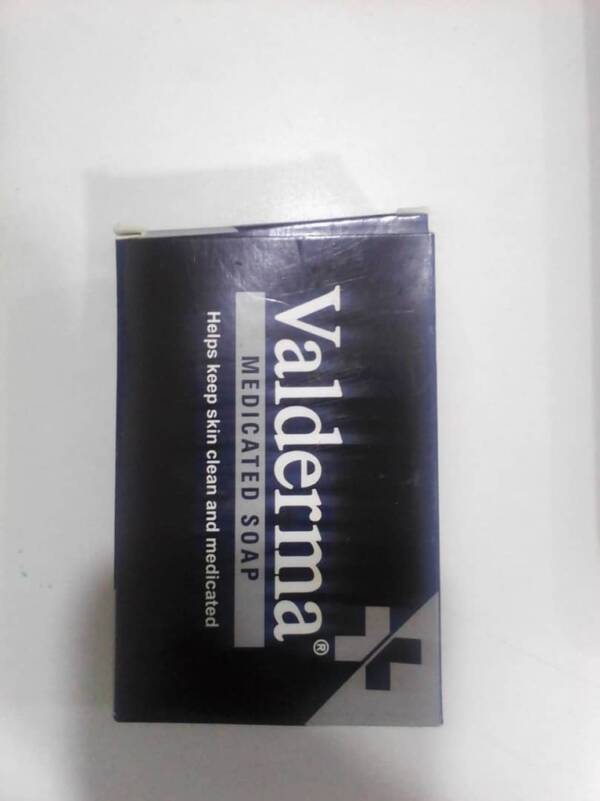 Valderma®
MEDICATED SOAP
Helps keep skin clean and medicated